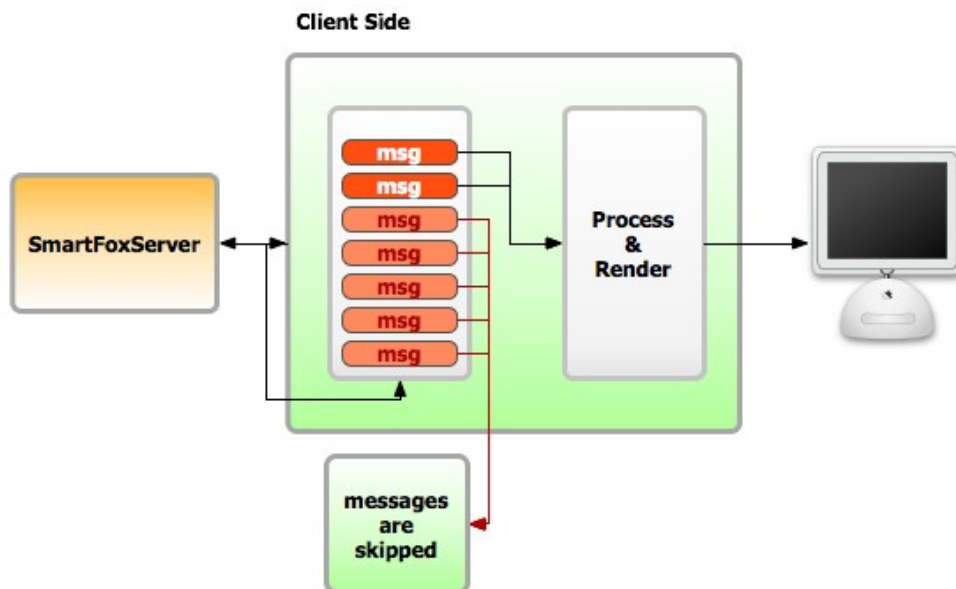 Client Side
SmartFoxServer
msg
msg
msg
msg
msg
msg
msg
Process
&
Render
messages
are
skipped